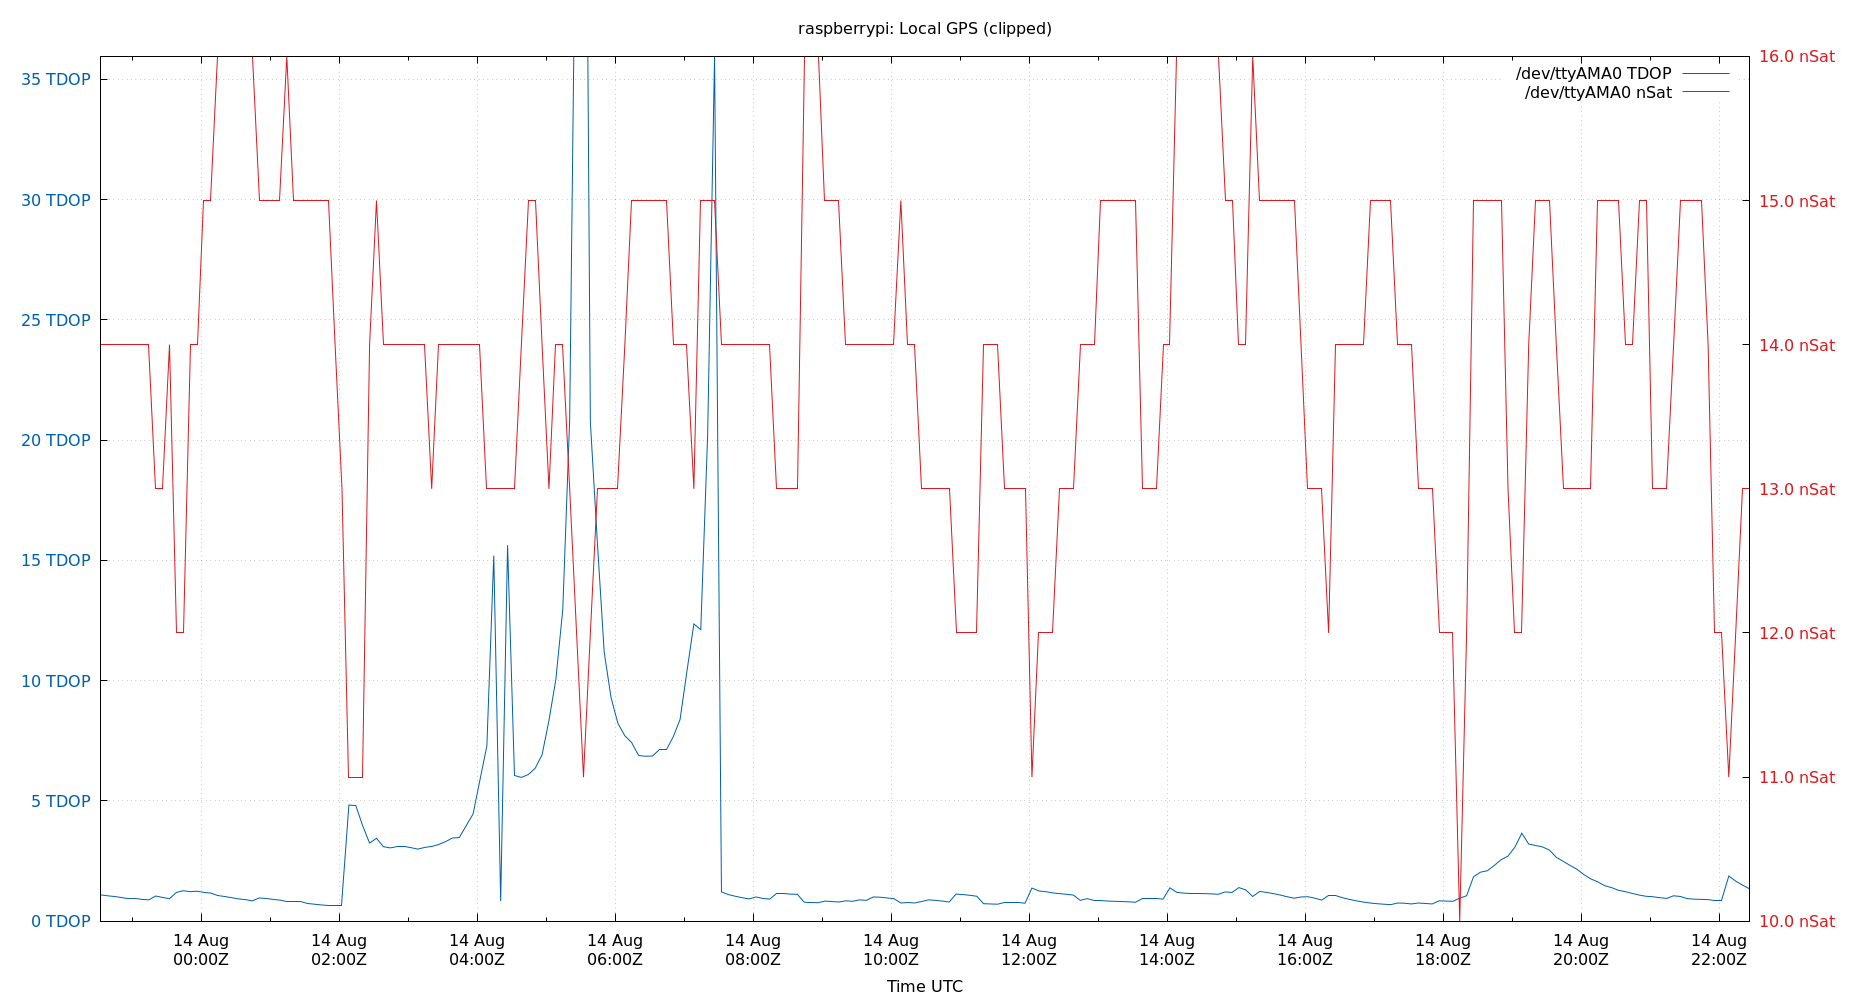 raspberrypi: Local GPS (clipped)
/dev/ttyAMA0 TDOP
/dev/ttyAMA0 nSat
35 TDOP
30 TDOP
25 TDOP
20 TDOP
15 TDOP
10 TDOP
5 TDOP
0 TDOP
16.0 nSat
15.0 nSat
14.0 nSat
13.0 nSat
12.0 nSat
11.0 nSat
10.0 nSat
14 Aug 14 Aug 14 Aug 14 Aug 14 Aug 14 Aug 14 Aug 14 Aug 14 Aug 14 Aug 14 Aug 14 Aug
00:00Z 02:00Z 04:00Z 06:00Z 08:00Z 10:00Z 12:00Z 14:00Z 16:00Z 18:00Z 20:00Z 22:00Z
Time UTC